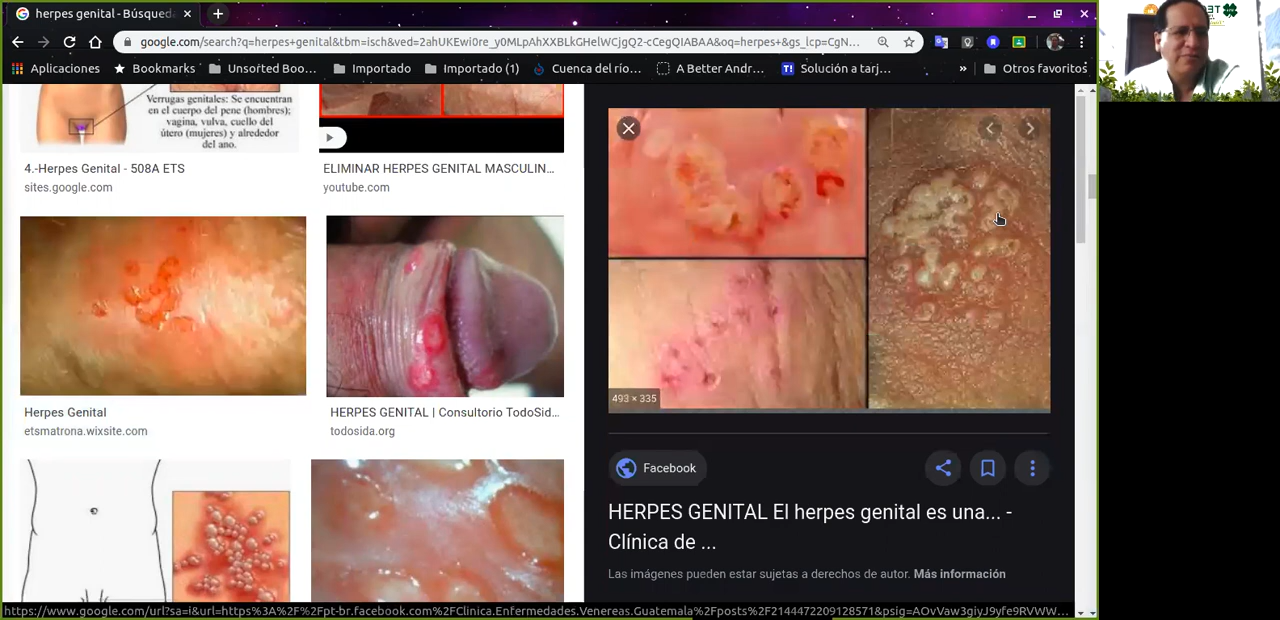 herpes genital - Búsqued
google.com/search?q=herpes+genital&tbm=isch&ved=2ahUKEwi0re_y0MLpAhXXBLkGHelWCjgQ2-cCegQIABAA&oq=herpes+&gs_lcp=CgN...
Aplicaciones
Bookmarks
Unsorted Boo...
Importado
Importado (1)
Cuenca del río...
A Better Andr...
T!
Solución a tarj...
»
Otros favoritos
Verrugas genitales: Se encuentran
en el cuerpo del pene (hombres);
vagina, vulva, cuello del
útero (mujeres) y alrededor
del ano.
4.-Herpes Genital - 508A ETS
sites.google.com
ELIMINAR HERPES GENITAL MASCULIN...
youtube.com
Herpes Genital
etsmatrona.wixsite.com
HERPES GENITAL | Consultorio TodoSid...
todosida.org
493 × 335
Facebook
HERPES GENITAL El herpes genital es una... -
Clínica de ...
Las imágenes pueden estar sujetas a derechos de autor. Más información
https://www.google.com/url?sa=i&url=https%3A%2F%2Fpt-br.facebook.com%2FClinica.Enfermedades.Venereas.Guatemala%2Fposts%2F2144472209128571&psig=AOvVaw3giyJ9yfe9RVWW...